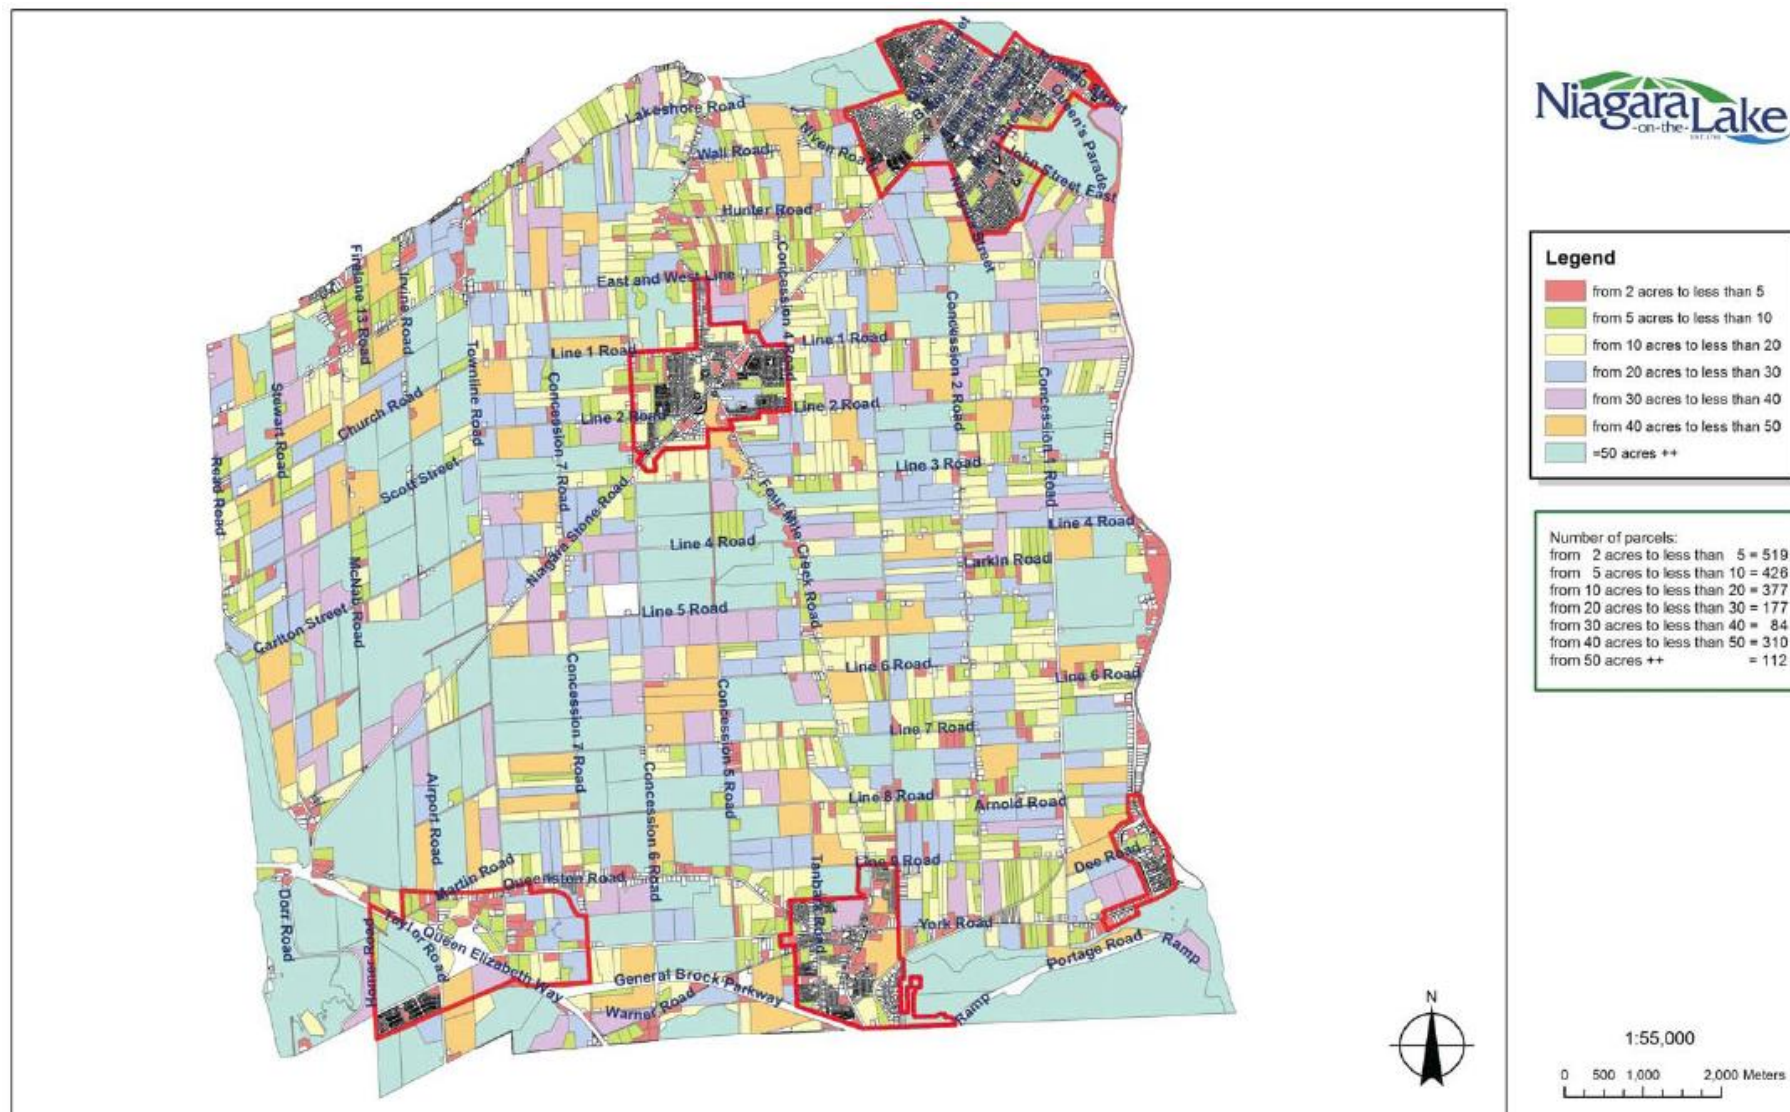 Lakeshore Road
Wall Road
Niven Road
Queen's Parade
John Street East
Niagara Street
Hunter Road
East and West Line
Concession 4 Road
Firelane 13 Road
Irvine Road
Line 1 Road
Line 1 Road
Concession 2 Road
Townline Road
Concession 7 Road
Stewart Road
Church Road
Line 2 Road
Line 2 Road
Concession 1 Road
Read Road
Scott Street
Line 3 Road
Niagara Stone Road
Four Mile Creek Road
Line 4 Road
Line 4 Road
Larkin Road
McNab Road
Carlton Street
Line 5 Road
Line 6 Road
Line 6 Road
Concession 7 Road
Concession 5 Road
Line 7 Road
Airport Road
Concession 6 Road
Line 8 Road
Arnold Road
Martin Road
Queenston Road
Tanbark Road
Line 9 Road
Dee Road
Dorr Road
Homer Road
Taylor Road
Queen Elizabeth Way
York Road
Portage Road
Ramp
General Brock Parkway
Warner Road
Ramp
N
Niagara
-on-the-
Lake
Legend
from 2 acres to less than 5
from 5 acres to less than 10
from 10 acres to less than 20
from 20 acres to less than 30
from 30 acres to less than 40
from 40 acres to less than 50
=50 acres ++
Number of parcels:
from 2 acres to less than 5 = 519
from 5 acres to less than 10 = 426
from 10 acres to less than 20 = 377
from 20 acres to less than 30 = 177
from 30 acres to less than 40 = 84
from 40 acres to less than 50 = 310
from 50 acres ++ = 112
1:55,000
0 500 1,000 2,000 Meters